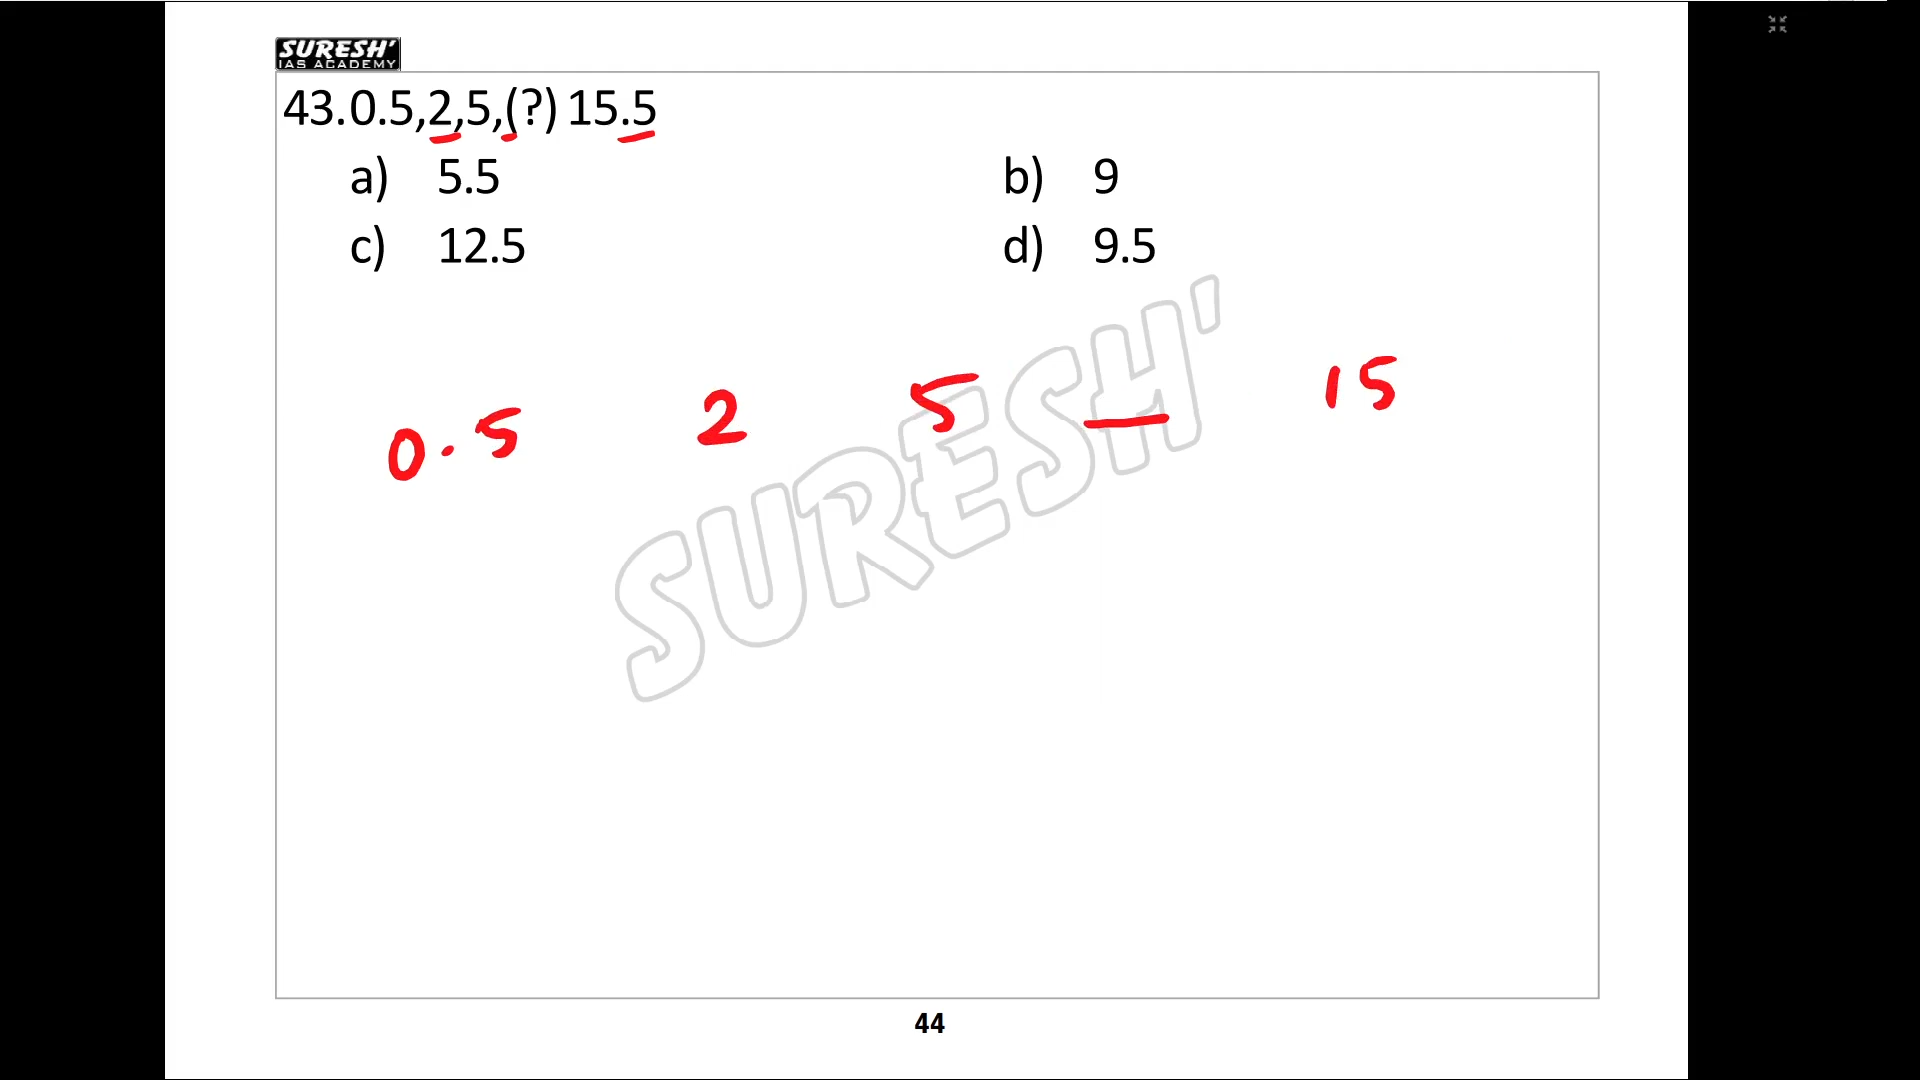 SURESH'
IAS ACADEMY
43.0.5,2,5,(?) 15.5
a) 5.5 b) 9
c) 12.5 d) 9.5
0.5 2 5 __ 15
SURESH'
44